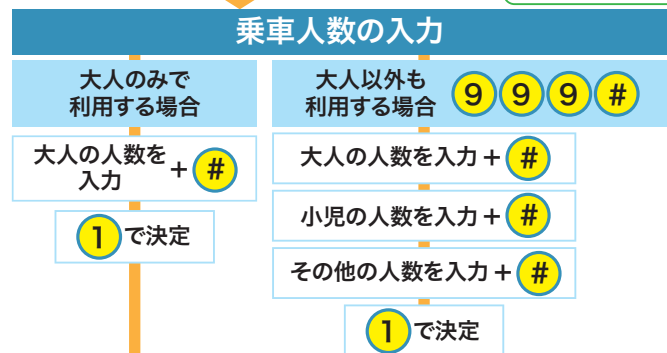 乗車人数の入力
大人のみで
利用する場合
大人の人数を
入力 + #
1 で決定
大人以外も
利用する場合 9 9 9 #
大人の人数を入力 + #
小児の人数を入力 + #
その他の人数を入力 + #
1 で決定